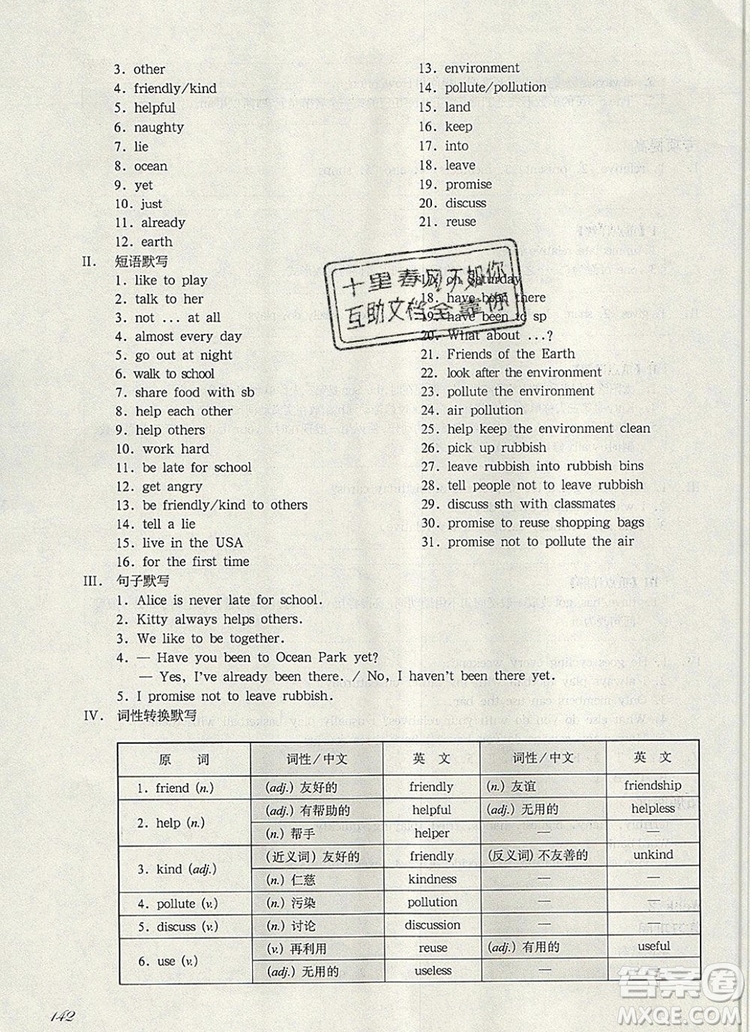 3. other
4. friendly/kind
5. helpful
6. naughty
7. lie
8. ocean
9. yet
10. just
11. already
12. earth
13. environment
14. pollute/pollution
15. land
16. keep
17. into
18. leave
19. promise
20. discuss
21. reuse
II. 短语默写
1. like to play
2. talk to her
3. not ... at all
4. almost every day
5. go out at night
6. walk to school
7. share food with sb
8. help each other
9. help others
10. work hard
11. be late for school
12. get angry
13. be friendly/kind to others
14. tell a lie
15. live in the USA
16. for the first time
17. on Saturday
18. have been there
19. have been to sp
20. What about ...?
21. Friends of the Earth
22. look after the environment
23. pollute the environment
24. air pollution
25. help keep the environment clean
26. pick up rubbish
27. leave rubbish into rubbish bins
28. tell people not to leave rubbish
29. discuss sth with classmates
30. promise to reuse shopping bags
31. promise not to pollute the air
十里春风不如你
互助文档全靠你
III. 句子默写
1. Alice is never late for school.
2. Kitty always helps others.
3. We like to be together.
4. — Have you been to Ocean Park yet?
— Yes, I've already been there. / No, I haven't been there yet.
5. I promise not to leave rubbish.
IV. 词性转换默写
原 词 词性/中文 英 文 词性/中文 英 文
1. friend (n.) (adj.) 友好的 friendly (n.) 友谊 friendship
2. help (n.) (adj.) 有帮助的 helpful (adj.) 无用的 helpless
(n.) 帮手 helper — —
3. kind (adj.) (近义词) 友好的 friendly (反义词) 不友善的 unkind
(n.) 仁慈 kindness — —
4. pollute (v.) (n.) 污染 pollution — —
5. discuss (v.) (n.) 讨论 discussion — —
6. use (v.) (v.) 再利用 reuse (adj.) 有用的 useful
(adj.) 无用的 useless — —
142
答案圈
MXQE.COM